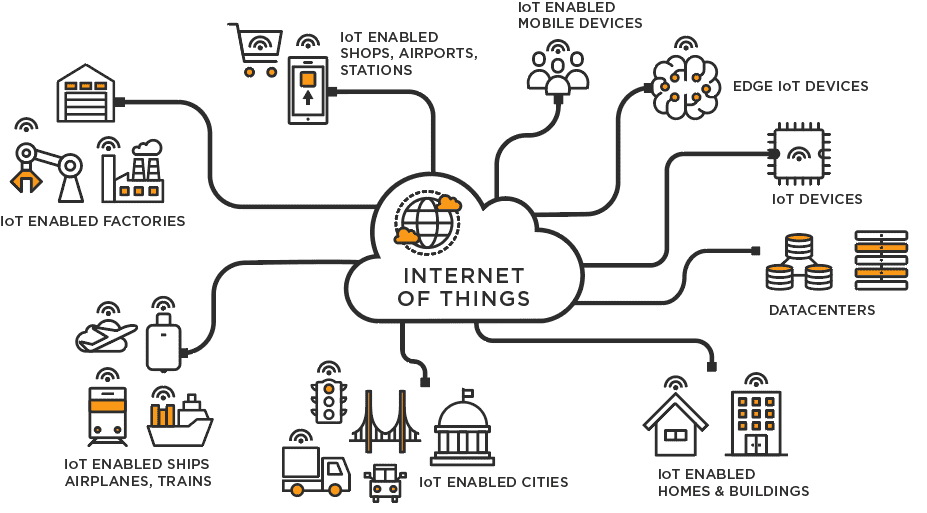 IoT ENABLED
MOBILE DEVICES
IoT ENABLED
SHOPS, AIRPORTS,
STATIONS
EDGE IoT DEVICES
IoT DEVICES
IoT ENABLED FACTORIES
INTERNET
OF THINGS
DATACENTERS
IoT ENABLED SHIPS
AIRPLANES, TRAINS
IoT ENABLED CITIES
IoT ENABLED
HOMES & BUILDINGS